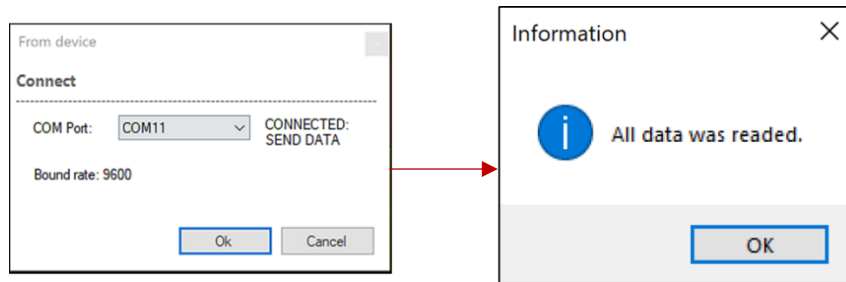 From device
Connect
COM Port: COM11 CONNECTED:
SEND DATA
Bound rate: 9600
Ok Cancel
Information
All data was readed.
OK